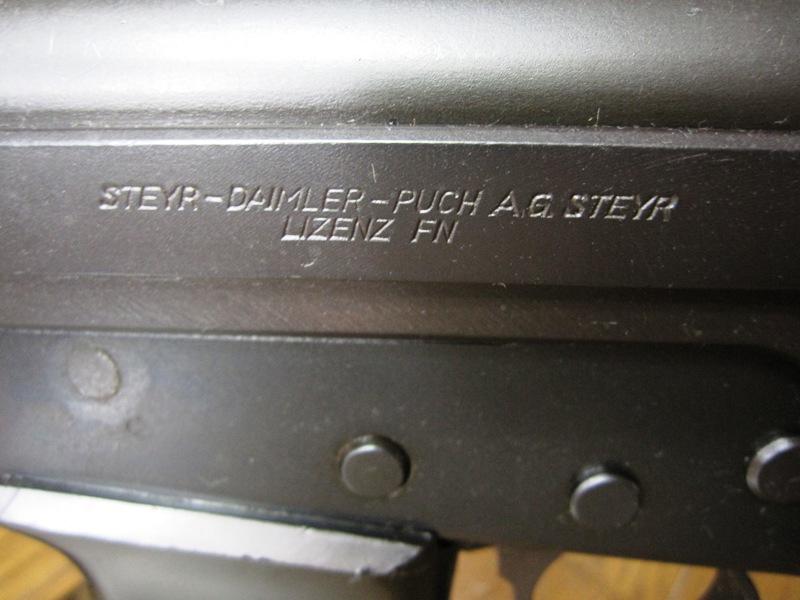 STEYR-DAIMLER-PUCH A.G. STEYR
LIZENZ FN